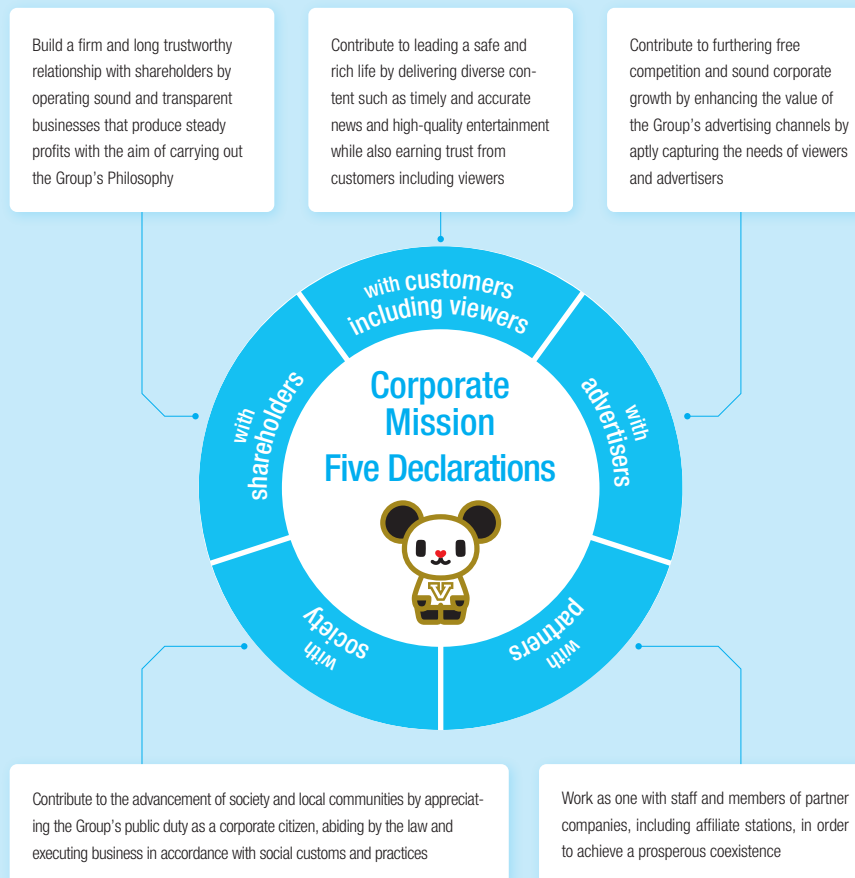 Build a firm and long trustworthy
relationship with shareholders by
operating sound and transparent
businesses that produce steady
profits with the aim of carrying out
the Group's Philosophy
Contribute to leading a safe and
rich life by delivering diverse con-
tent such as timely and accurate
news and high-quality entertainment
while also earning trust from
customers including viewers
Contribute to furthering free
competition and sound corporate
growth by enhancing the value of
the Group's advertising channels by
aptly capturing the needs of viewers
and advertisers
with customers
including viewers
with
shareholders
with
advertisers
Corporate
Mission
Five Declarations
V
with
society
with
partners
Contribute to the advancement of society and local communities by appreciat-
ing the Group's public duty as a corporate citizen, abiding by the law and
executing business in accordance with social customs and practices
Work as one with staff and members of partner
companies, including affiliate stations, in order
to achieve a prosperous coexistence